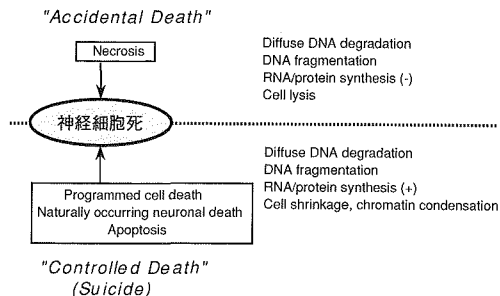 "Accidental Death"
Necrosis
Diffuse DNA degradation
DNA fragmentation
RNA/protein synthesis (-)
Cell lysis
神経細胞死
Diffuse DNA degradation
DNA fragmentation
RNA/protein synthesis (+)
Cell shrinkage, chromatin condensation
Programmed cell death
Naturally occurring neuronal death
Apoptosis
"Controlled Death"
(Suicide)